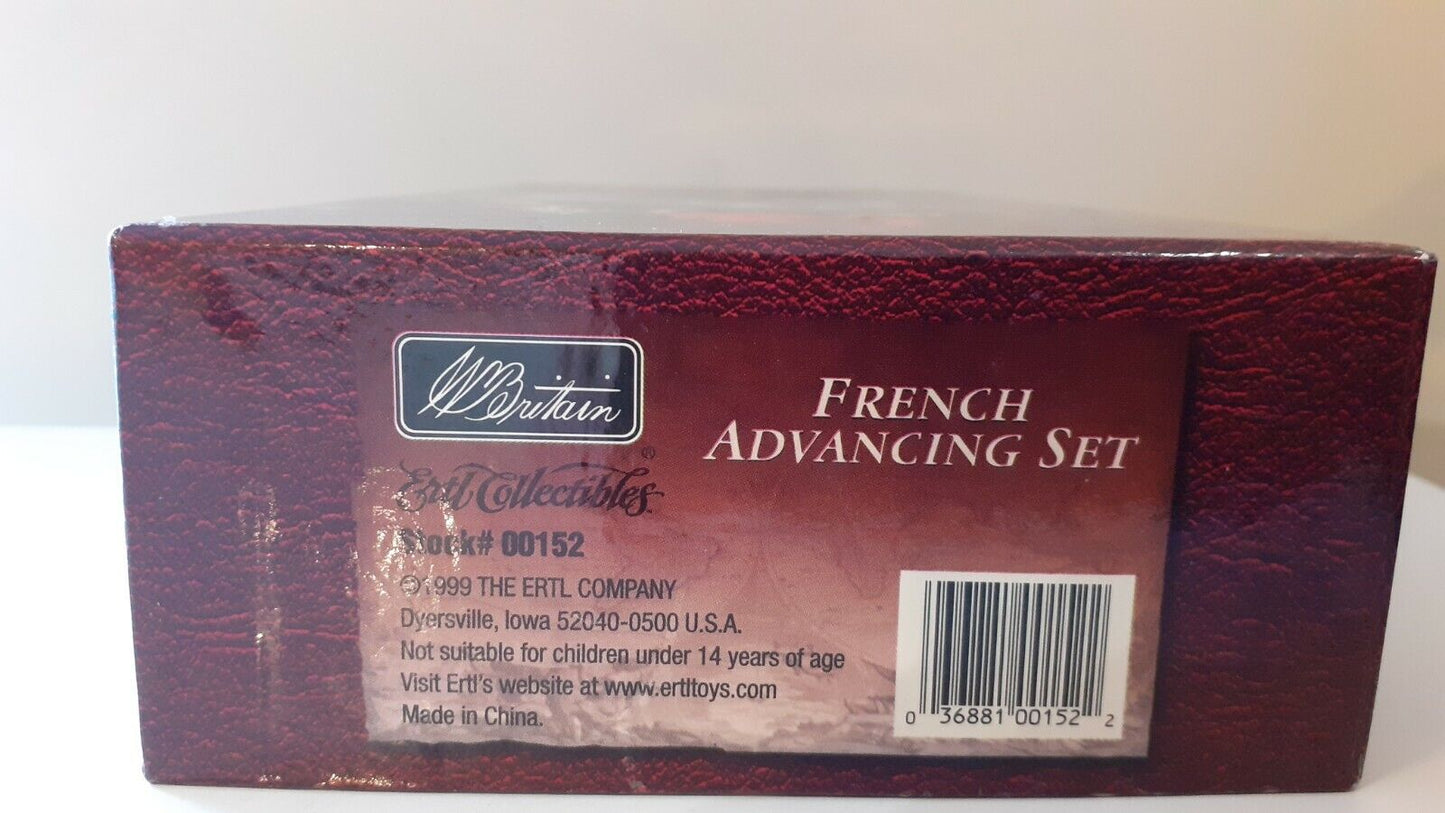 WBritain
®
Ertl Collectibles
Stock# 00152
©1999 THE ERTL COMPANY
Dyersville, Iowa 52040-0500 U.S.A.
Not suitable for children under 14 years of age
Visit Ertl's website at www.ertltoys.com
Made in China.
FRENCH
ADVANCING SET
0 36881 00152 2